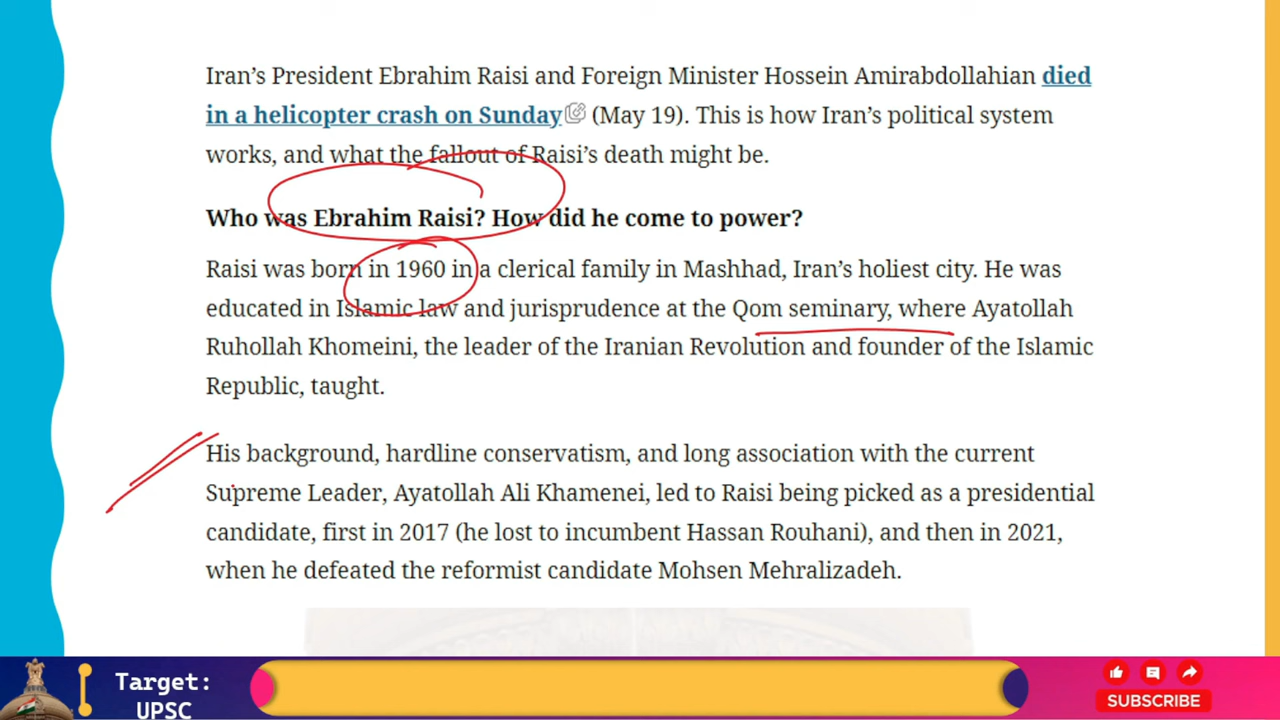 Iran’s President Ebrahim Raisi and Foreign Minister Hossein Amirabdollahian died
in a helicopter crash on Sunday (May 19). This is how Iran’s political system
works, and what the fallout of Raisi’s death might be.
Who was Ebrahim Raisi? How did he come to power?
Raisi was born in 1960 in a clerical family in Mashhad, Iran’s holiest city. He was
educated in Islamic law and jurisprudence at the Qom seminary, where Ayatollah
Ruhollah Khomeini, the leader of the Iranian Revolution and founder of the Islamic
Republic, taught.
His background, hardline conservatism, and long association with the current
Supreme Leader, Ayatollah Ali Khamenei, led to Raisi being picked as a presidential
candidate, first in 2017 (he lost to incumbent Hassan Rouhani), and then in 2021,
when he defeated the reformist candidate Mohsen Mehralizadeh.
Target:
UPSC
SUBSCRIBE